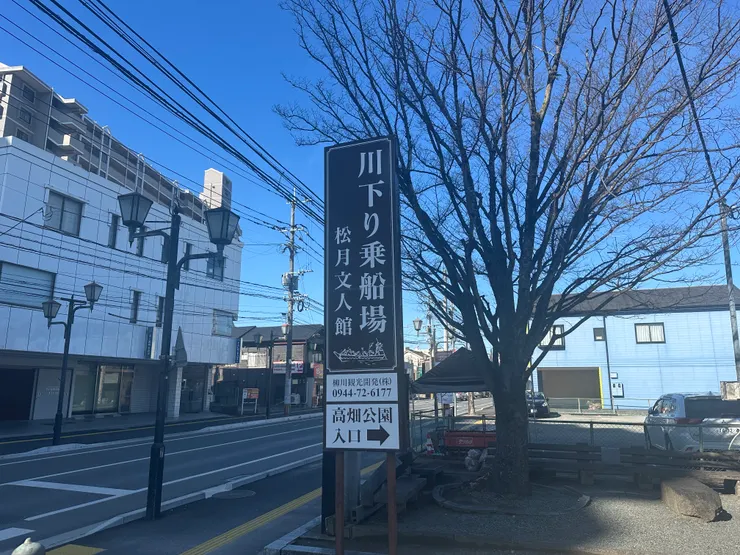 川下り乗船場
松月文人館
柳川観光開発(株)
0944-72-6177
高畑公園
入口